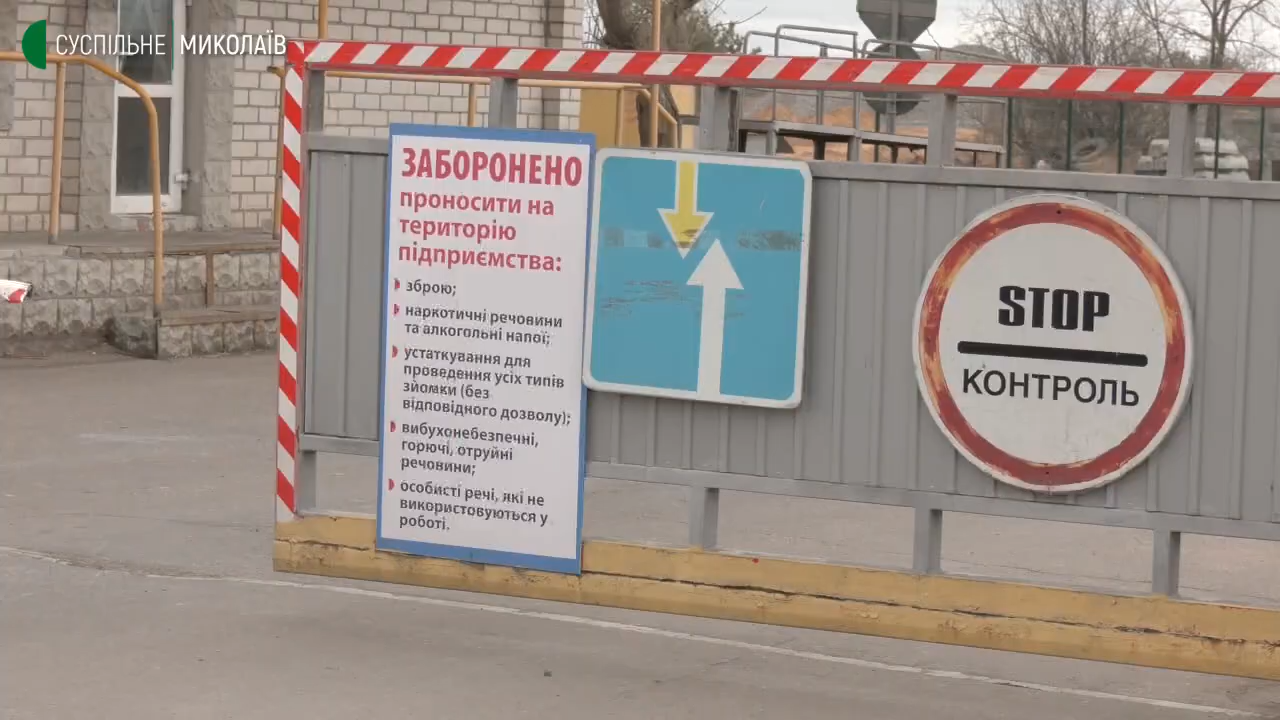 СУСПІЛЬНЕ МИКОЛАЇВ
ЗАБОРОНЕНО
проносити на
територію
підприємства:
зброю;
наркотичні речовини
та алкогольні напої;
устаткування для
проведення усіх типів
зйомки (без
відповідного дозволу);
вибухонебезпечні,
горючі, отруйні
речовини;
особисті речі, які не
використовуються у
роботі.
STOP
КОНТРОЛЬ